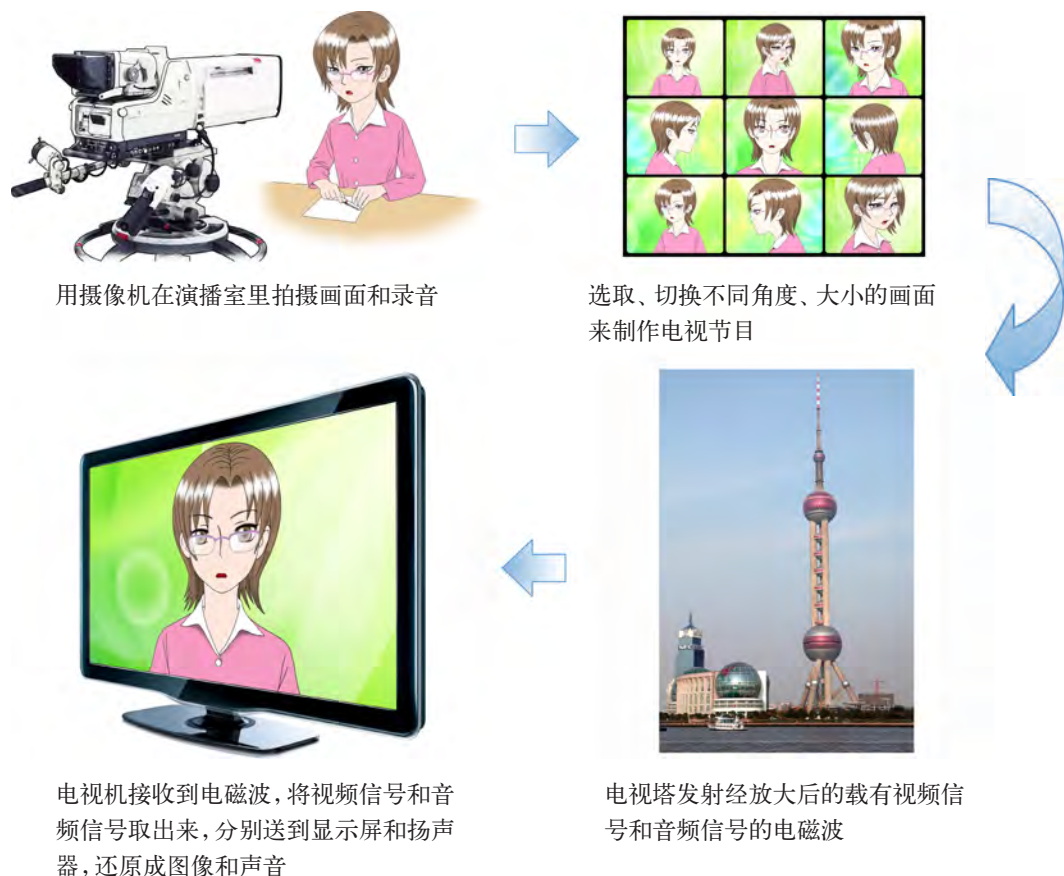 用摄像机在演播室里拍摄画面和录音
选取、切换不同角度、大小的画面
来制作电视节目
电视塔发射经放大后的载有视频信
号和音频信号的电磁波
电视机接收到电磁波,将视频信号和音
频信号取出来,分别送到显示屏和扬声
器,还原成图像和声音